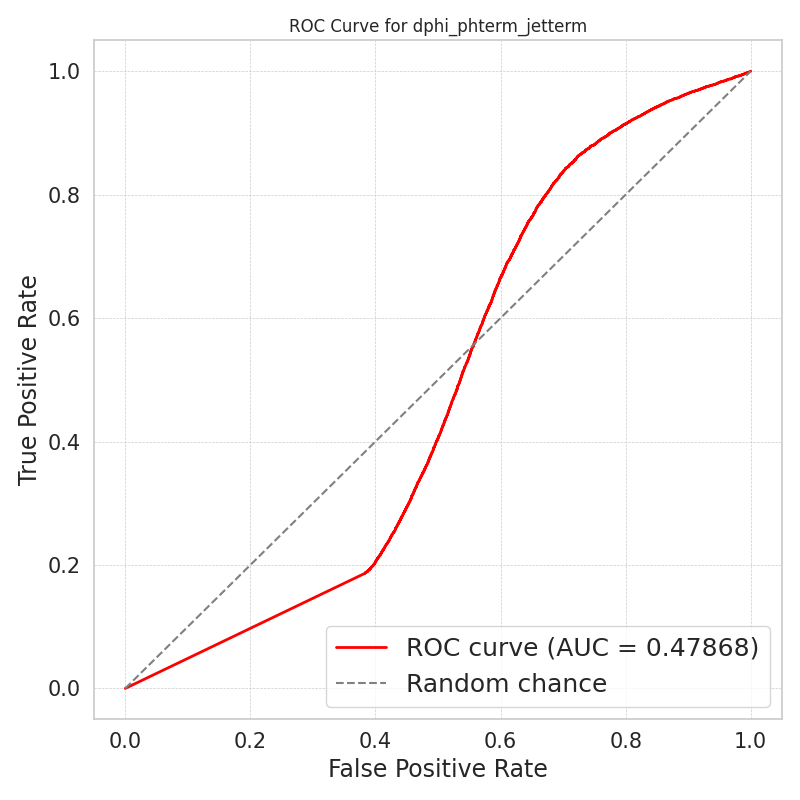 ROC Curve for dphi_phterm_jetterm
True Positive Rate
1.0
0.8
0.6
0.4
0.2
0.0
ROC curve (AUC = 0.47868)
Random chance
0.0 0.2 0.4 0.6 0.8 1.0
False Positive Rate